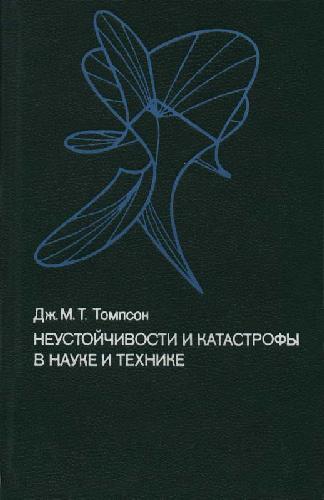 Дж. М. Т. Томпсон
НЕУСТОЙЧИВОСТИ И КАТАСТРОФЫ
В НАУКЕ И ТЕХНИКЕ